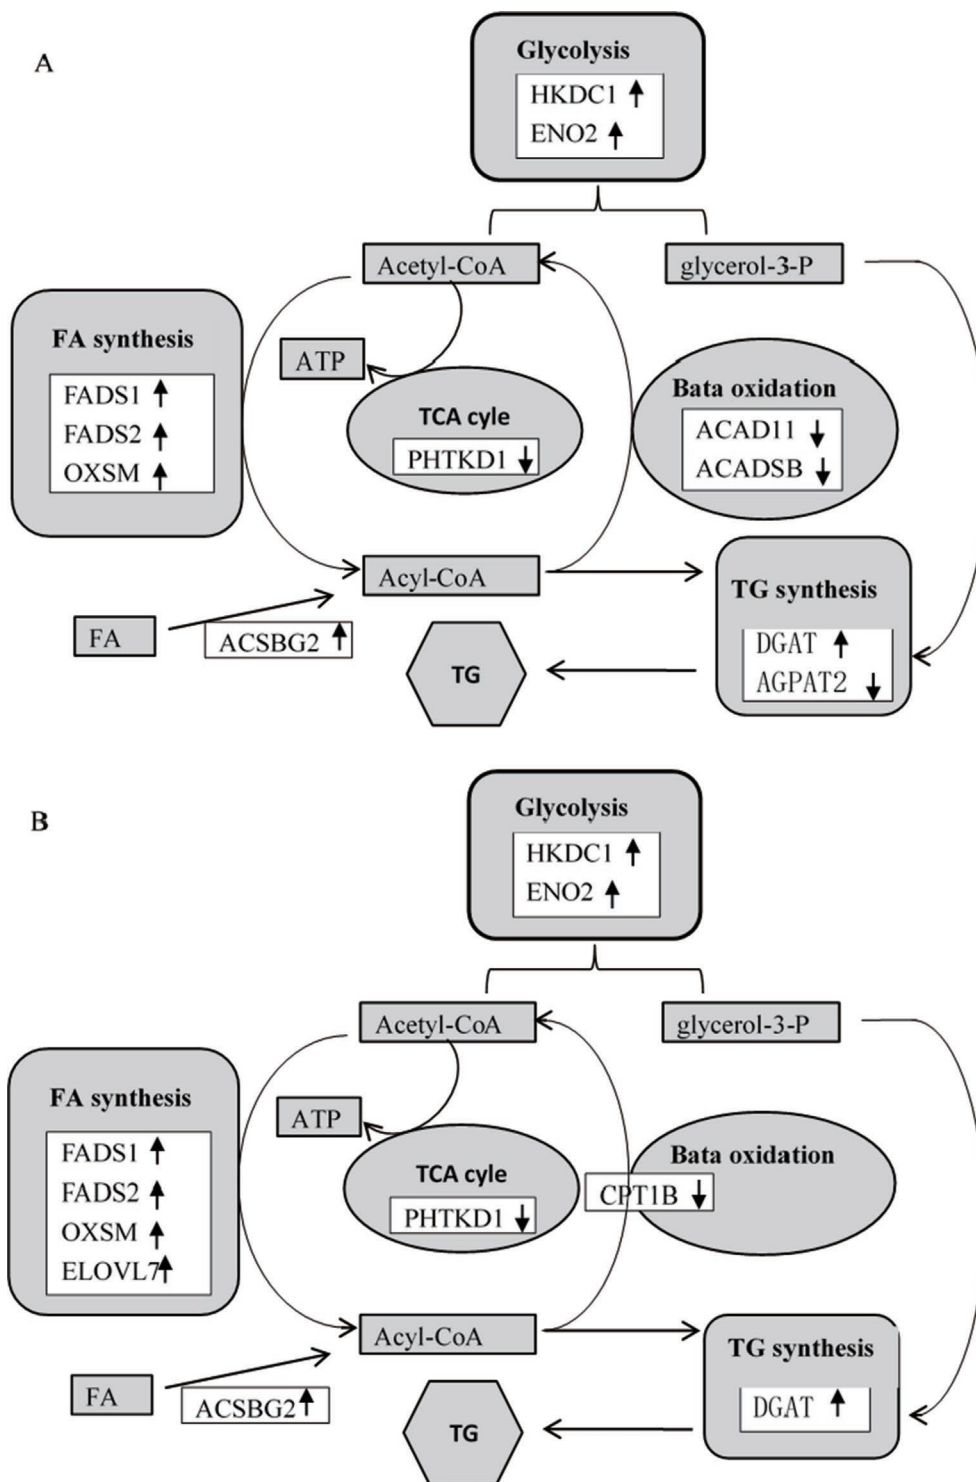 A
Glycolysis
HKDC1 ↑
ENO2 ↑
Acetyl-CoA
glycerol-3-P
FA synthesis
FADS1 ↑
FADS2 ↑
OXSM ↑
ATP
TCA cyle
PHTKD1 ↓
Bata oxidation
ACAD11 ↓
ACADSB ↓
Acyl-CoA
FA
ACSBG2 ↑
TG
TG synthesis
DGAT ↑
AGPAT2 ↓
B
Glycolysis
HKDC1 ↑
ENO2 ↑
Acetyl-CoA
glycerol-3-P
FA synthesis
FADS1 ↑
FADS2 ↑
OXSM ↑
ELOVL7 ↑
ATP
TCA cyle
PHTKD1 ↓
Bata oxidation
CPT1B ↓
Acyl-CoA
FA
ACSBG2 ↑
TG
TG synthesis
DGAT ↑